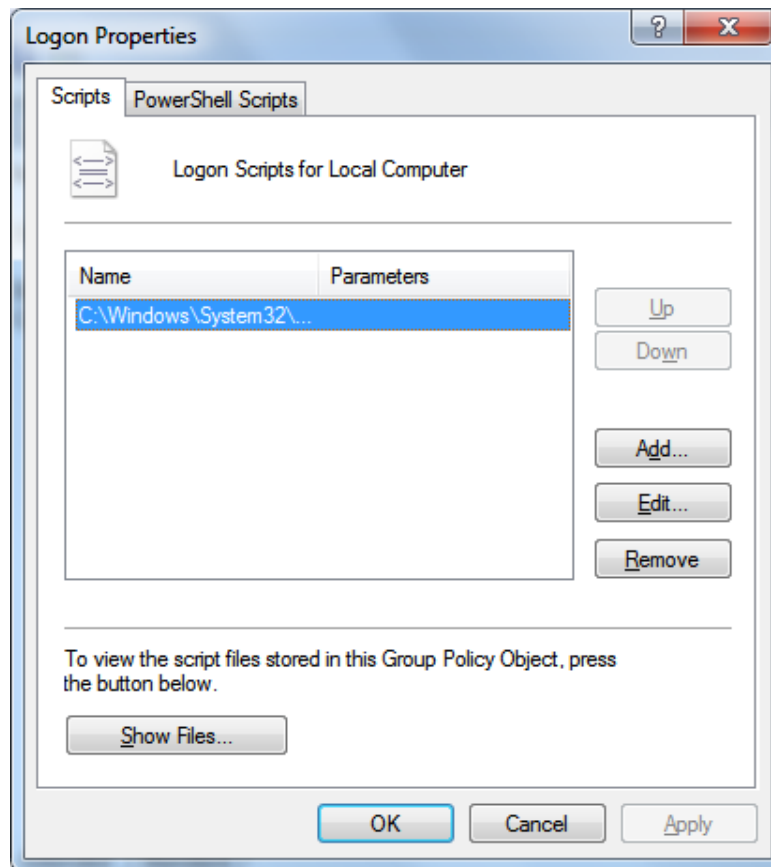 Logon Properties
Scripts
PowerShell Scripts
Logon Scripts for Local Computer
Name Parameters
C:\Windows\System32\...
Up
Down
Add...
Edit...
Remove
To view the script files stored in this Group Policy Object, press
the button below.
Show Files...
OK Cancel Apply